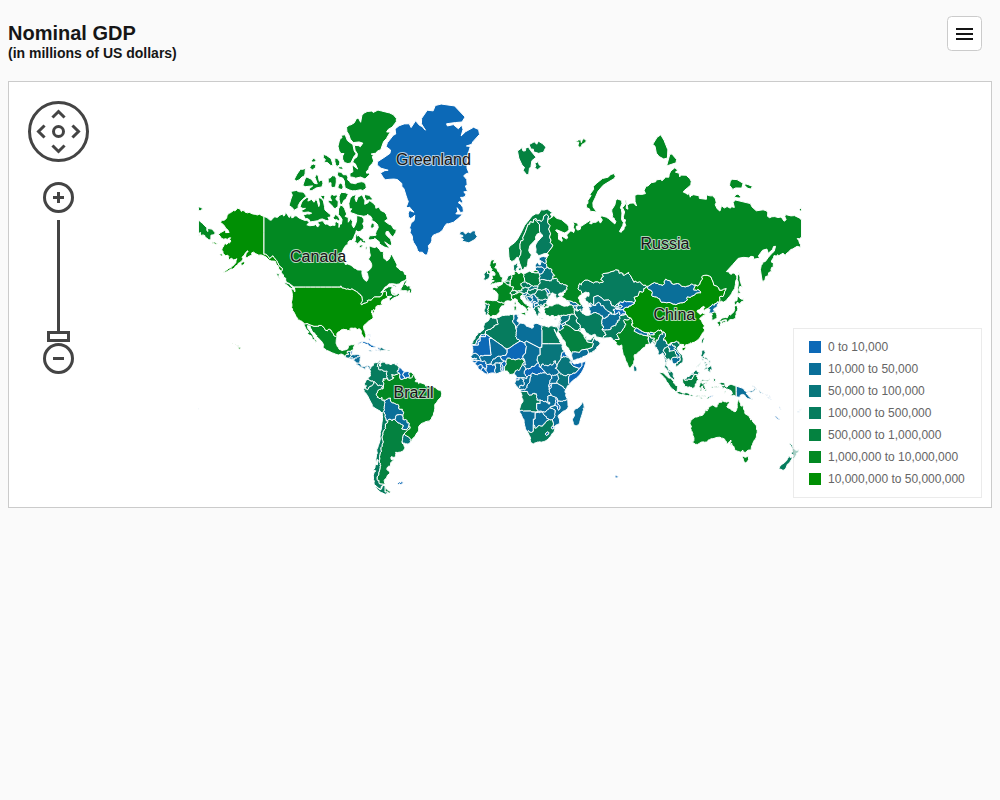 Nominal GDP
(in millions of US dollars)
Greenland
Canada
Russia
China
Brazil
0 to 10,000
10,000 to 50,000
50,000 to 100,000
100,000 to 500,000
500,000 to 1,000,000
1,000,000 to 10,000,000
10,000,000 to 50,000,000